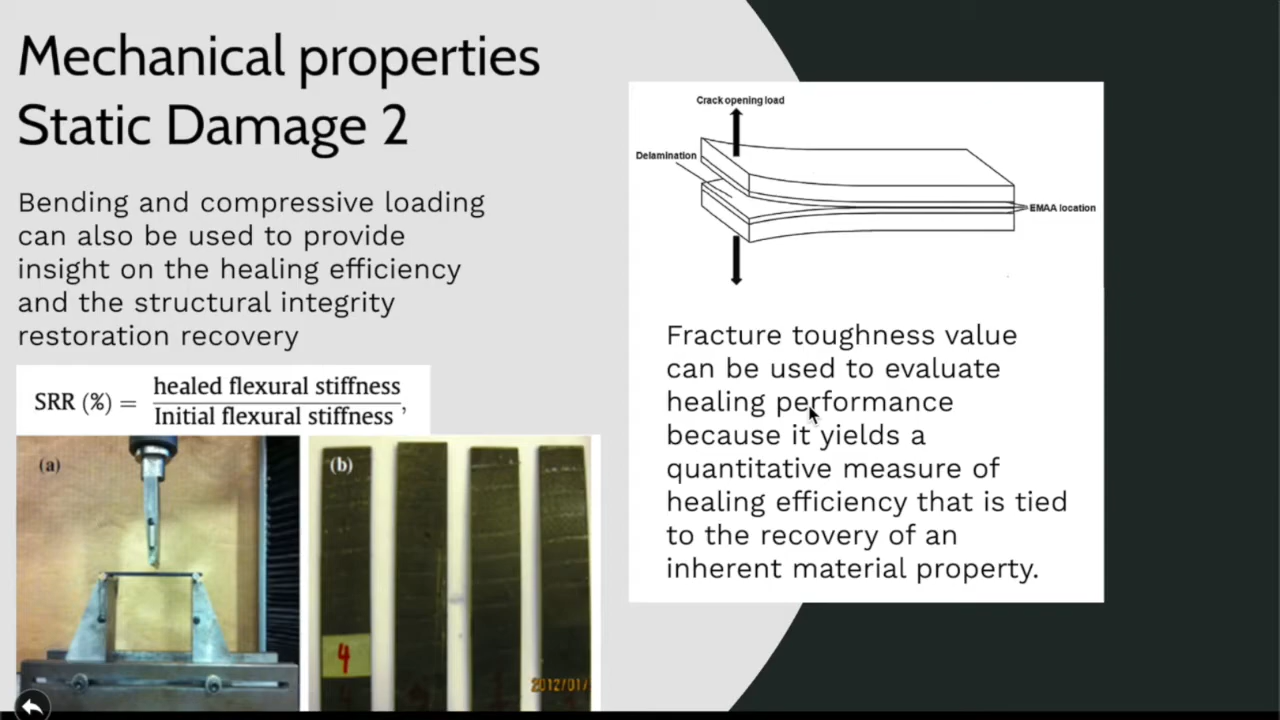 Mechanical properties
Static Damage 2
Bending and compressive loading
can also be used to provide
insight on the healing efficiency
and the structural integrity
restoration recovery
SRR (%) = healed flexural stiffness / Initial flexural stiffness,
(a)
(b)
4
2012/01/
Crack opening load
Delamination
EMAA location
Fracture toughness value
can be used to evaluate
healing performance
because it yields a
quantitative measure of
healing efficiency that is tied
to the recovery of an
inherent material property.